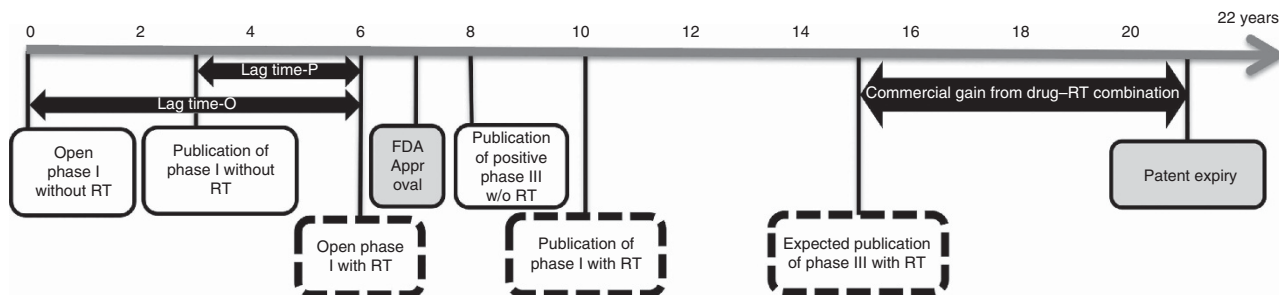 0 2 4 6 8 10 12 14 16 18 20 22 years
Lag time-P
Lag time-O
Commercial gain from drug–RT combination
Open
phase I
without RT
Publication of
phase I without
RT
FDA
Appr
oval
Publication
of positive
phase III
w/o RT
Patent expiry
Open phase
I with RT
Publication of
phase I with RT
Expected publication
of phase III with RT